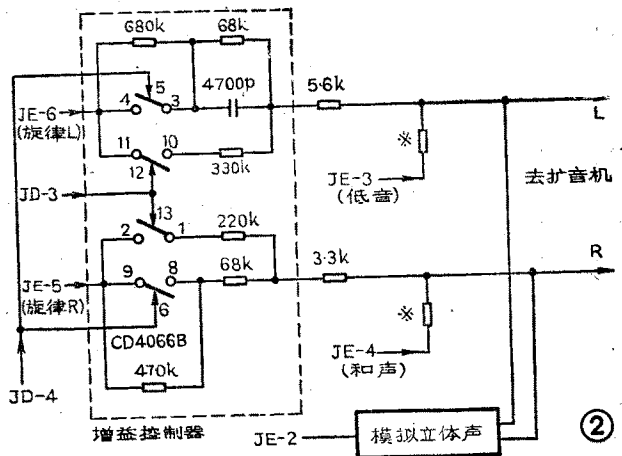 680k
68k
5
4700p
4
3
5·6k
JE-6
(旋律L)
L
11
10
12
330k
※
JE-3
(低音)
去扩音机
JD-3
13
2
1
220k
R
9
8
68k
3·3k
JE-5
(旋律R)
6
※
CD4066B
JE-4
(和声)
470k
JD-4
增益控制器
JE-2
模拟立体声
②